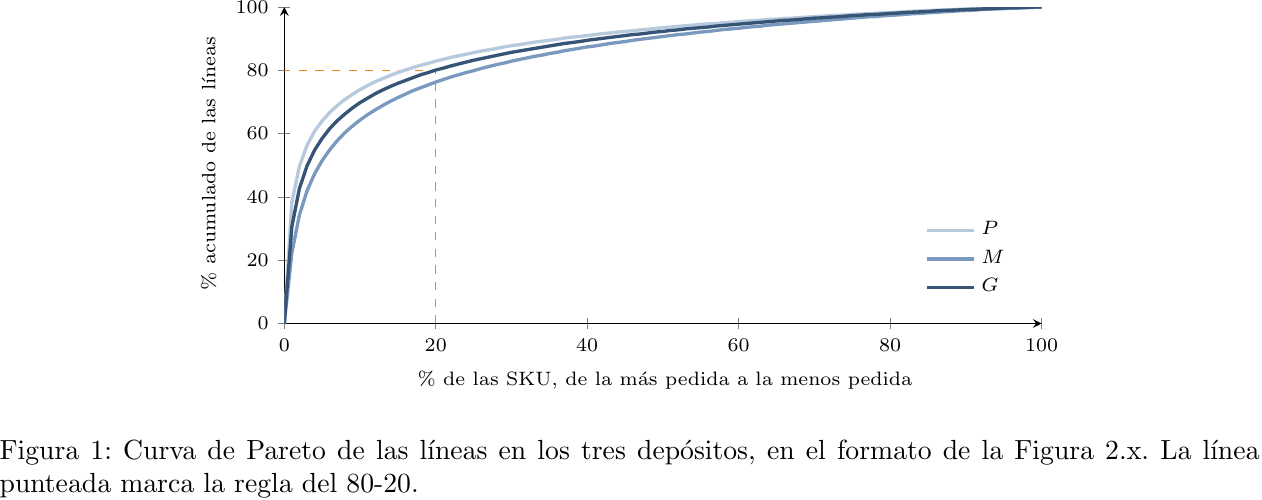 100
80
60
40
20
0
% acumulado de las líneas
P
M
G
0 20 40 60 80 100
% de las SKU, de la más pedida a la menos pedida
Figura 1: Curva de Pareto de las líneas en los tres depósitos, en el formato de la Figura 2.x. La línea
punteada marca la regla del 80-20.